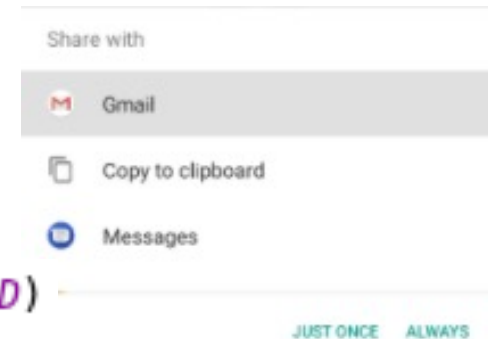 Share with
Gmail
Copy to clipboard
Messages
D)
JUST ONCE ALWAYS